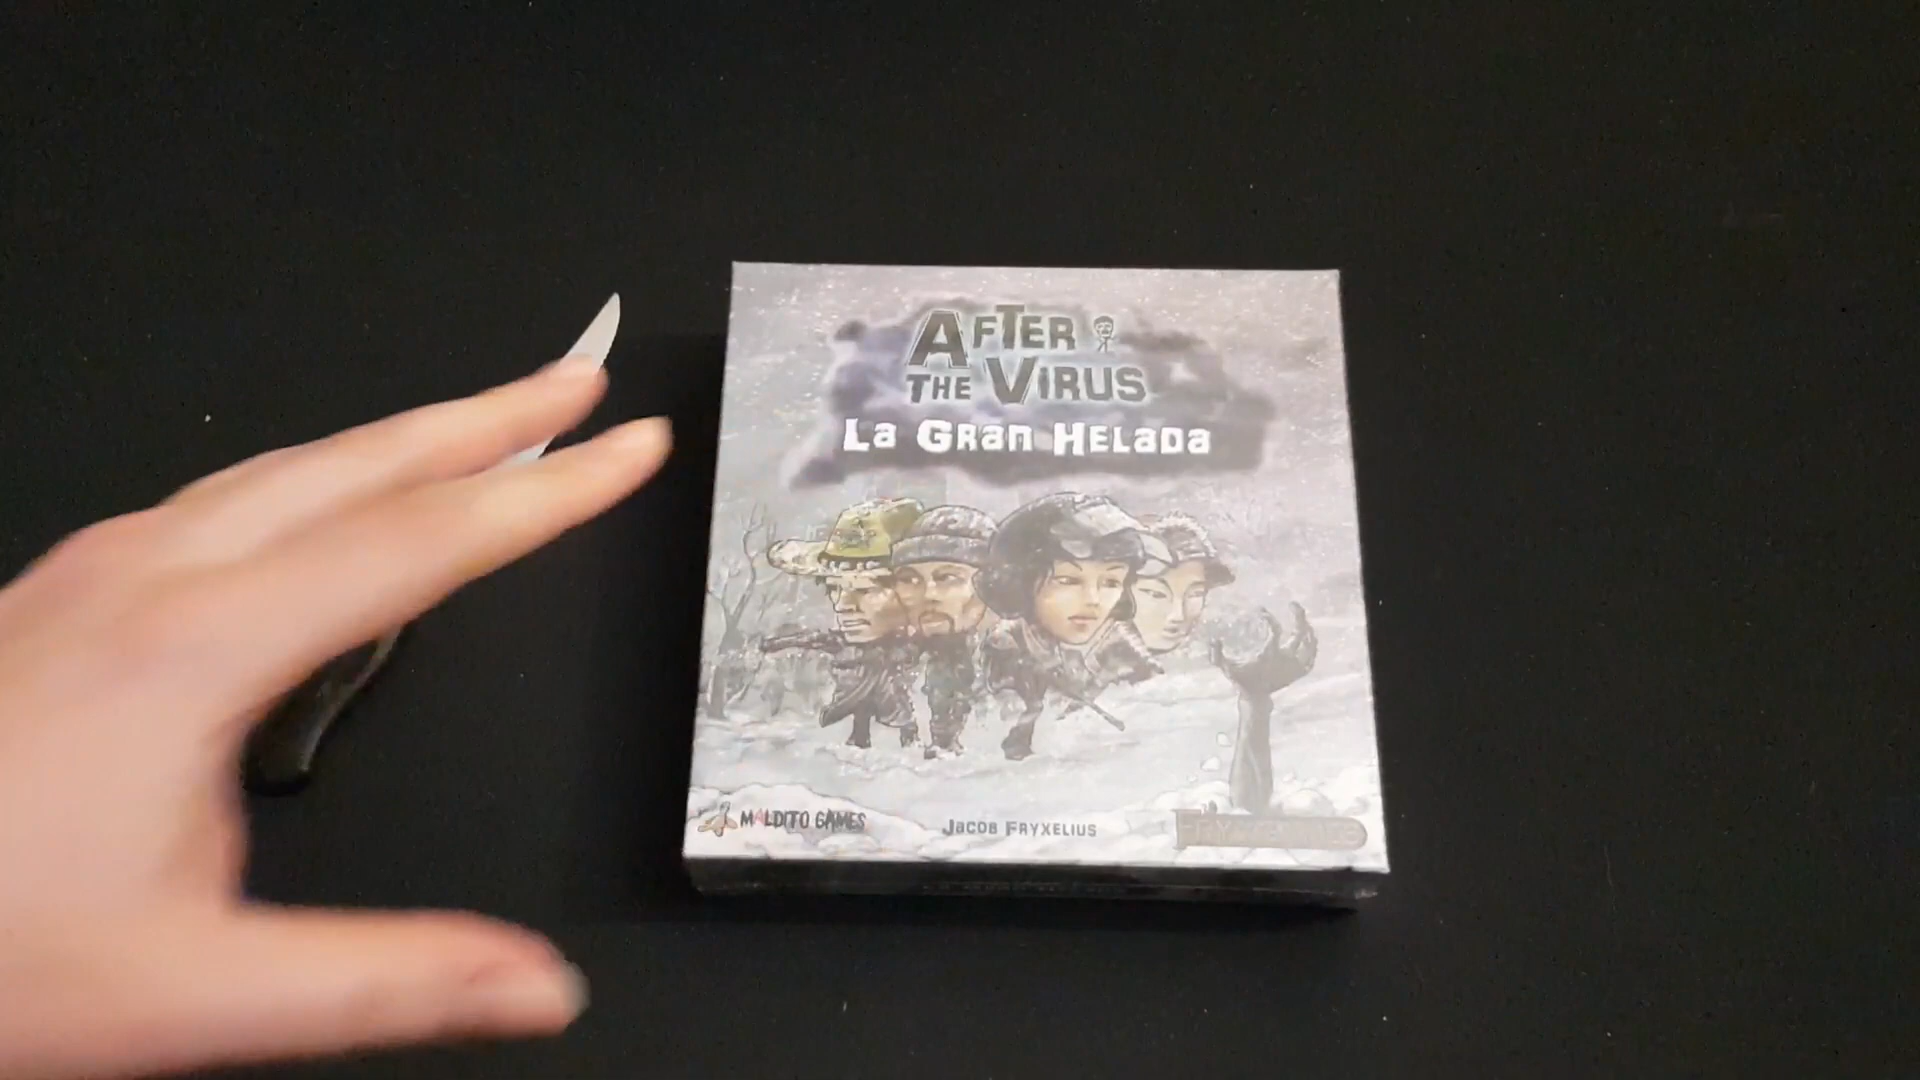 AFTER
THE VIRUS
La Gran Helada
MALDITO GAMES
Jacob Fryxelius